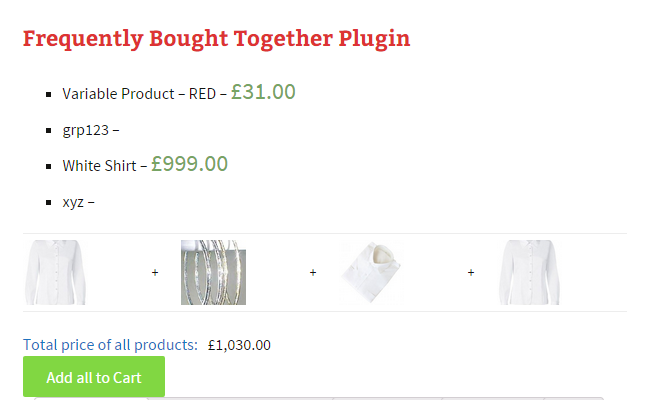 Frequently Bought Together Plugin
Variable Product – RED – £31.00
grp123 –
White Shirt – £999.00
xyz –
+ + +
Total price of all products: £1,030.00
Add all to Cart